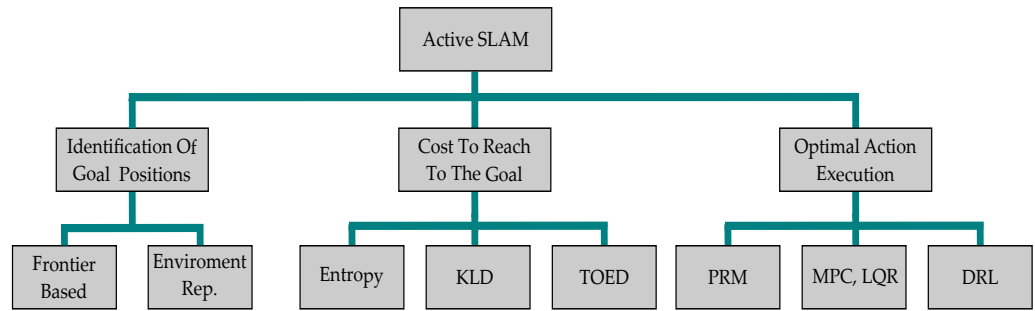 Active SLAM
Identification Of
Goal Positions
Cost To Reach
To The Goal
Optimal Action
Execution
Frontier
Based
Enviroment
Rep.
Entropy
KLD
TOED
PRM
MPC, LQR
DRL